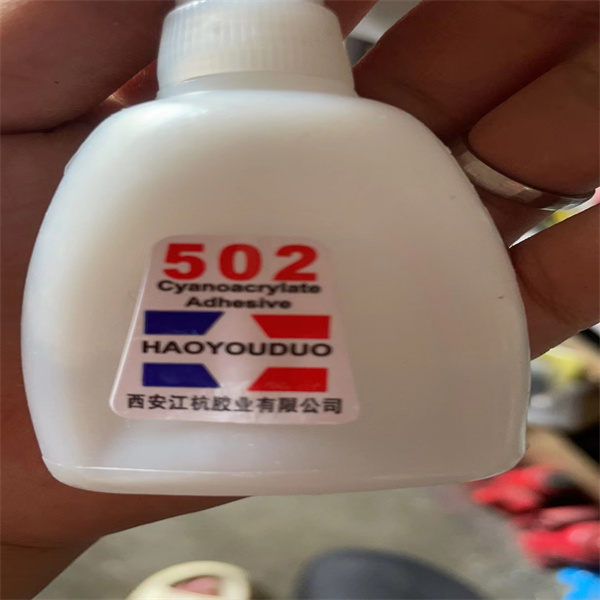 502
Cyanoacrylate
Adhesive
HAOYOUDUO
西安江杭胶业有限公司